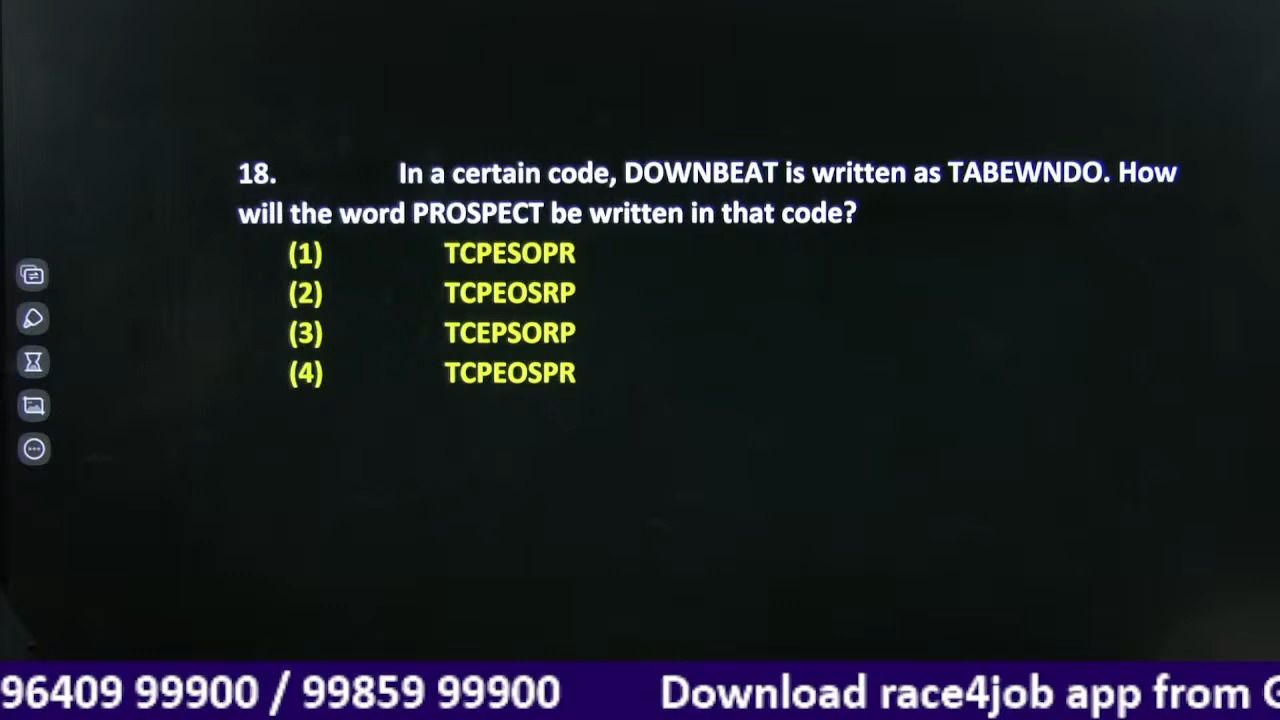 18. In a certain code, DOWNBEAT is written as TABEWNDO. How
will the word PROSPECT be written in that code?
(1) TCPESOPR
(2) TCPEOSRP
(3) TCEPSORP
(4) TCPEOSPR
96409 99900 / 99859 99900 Download race4job app from G